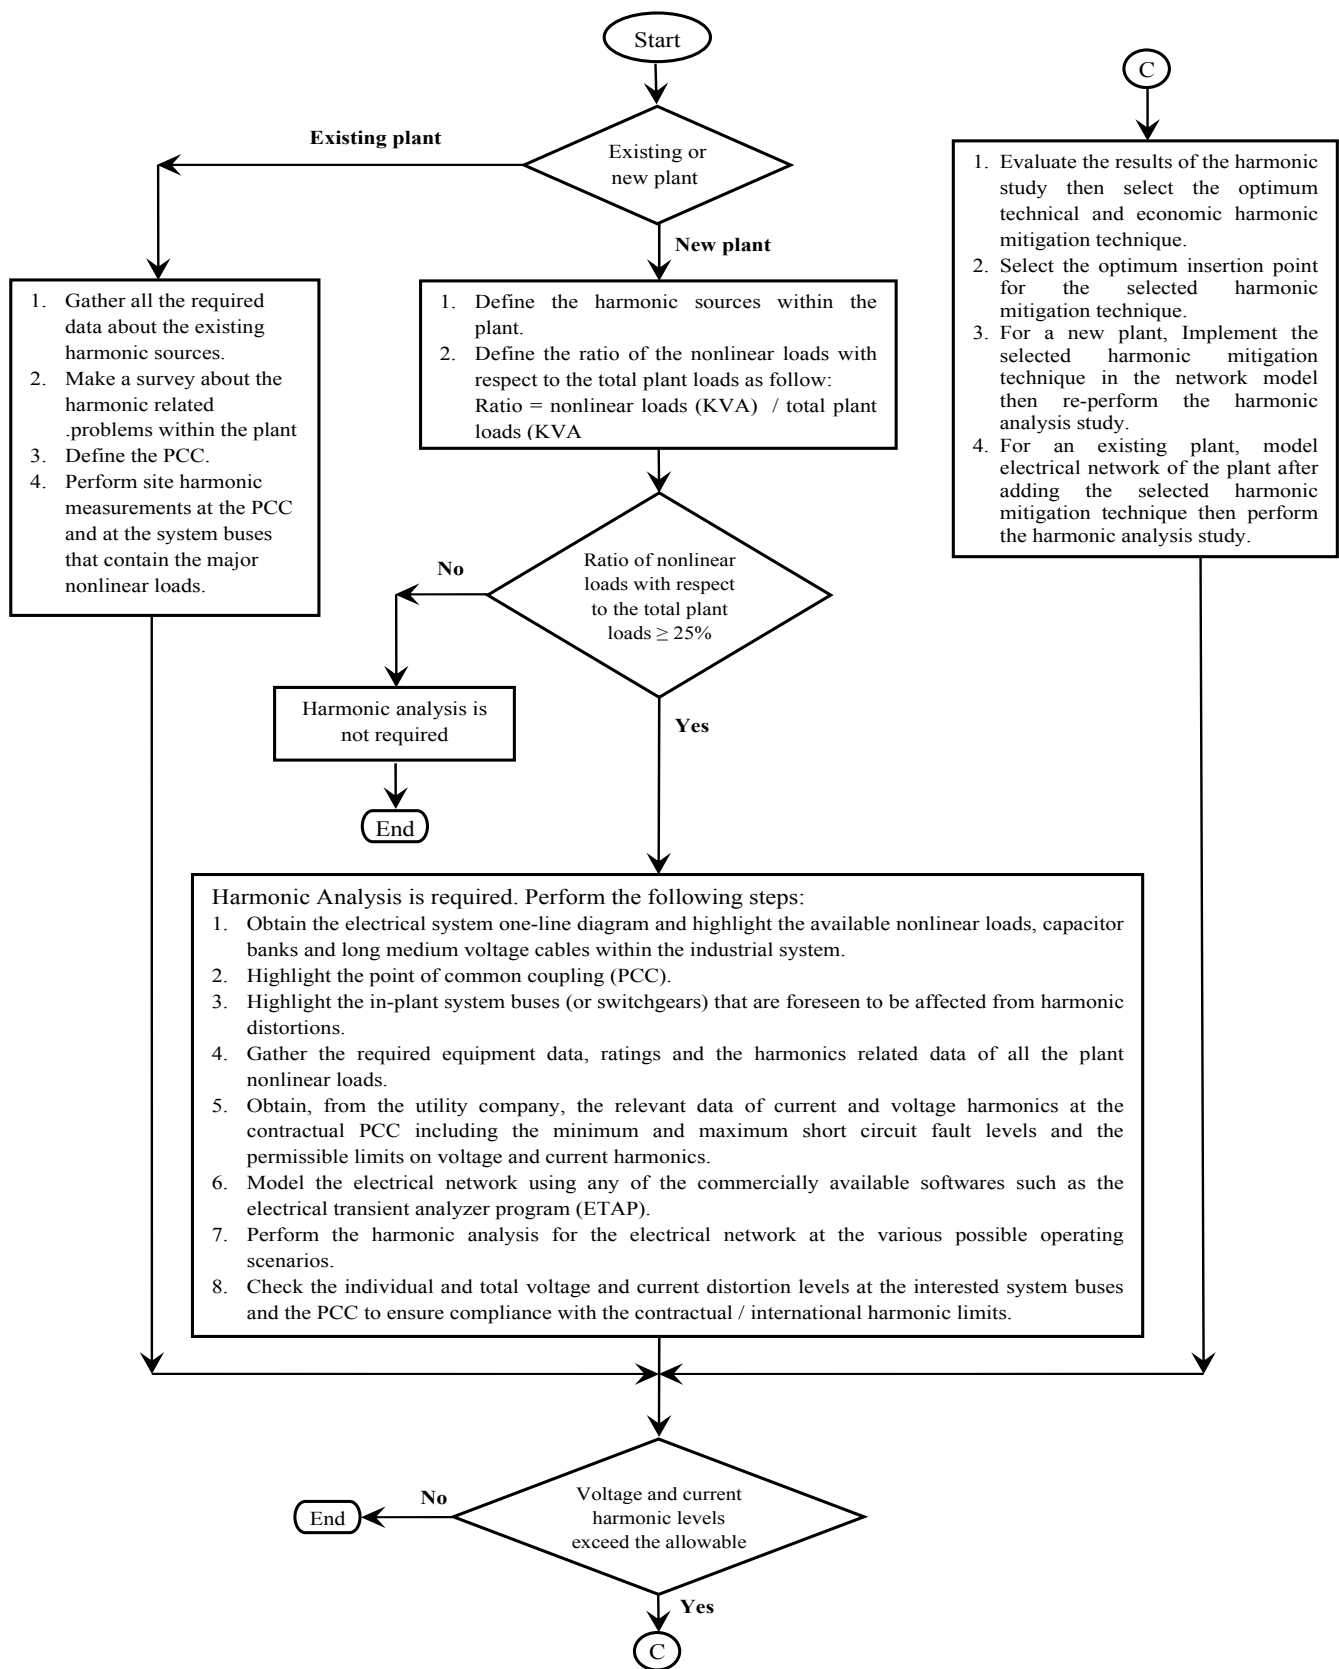 Start
Existing or
new plant
Existing plant
New plant
1. Gather all the required
data about the existing
harmonic sources.
2. Make a survey about the
harmonic related
.problems within the plant
3. Define the PCC.
4. Perform site harmonic
measurements at the PCC
and at the system buses
that contain the major
nonlinear loads.
1. Define the harmonic sources within the
plant.
2. Define the ratio of the nonlinear loads with
respect to the total plant loads as follow:
Ratio = nonlinear loads (KVA) / total plant
loads (KVA
Ratio of nonlinear
loads with respect
to the total plant
loads ≥ 25%
No
Harmonic analysis is
not required
End
Yes
Harmonic Analysis is required. Perform the following steps:
1. Obtain the electrical system one-line diagram and highlight the available nonlinear loads, capacitor
banks and long medium voltage cables within the industrial system.
2. Highlight the point of common coupling (PCC).
3. Highlight the in-plant system buses (or switchgears) that are foreseen to be affected from harmonic
distortions.
4. Gather the required equipment data, ratings and the harmonics related data of all the plant
nonlinear loads.
5. Obtain, from the utility company, the relevant data of current and voltage harmonics at the
contractual PCC including the minimum and maximum short circuit fault levels and the
permissible limits on voltage and current harmonics.
6. Model the electrical network using any of the commercially available softwares such as the
electrical transient analyzer program (ETAP).
7. Perform the harmonic analysis for the electrical network at the various possible operating
scenarios.
8. Check the individual and total voltage and current distortion levels at the interested system buses
and the PCC to ensure compliance with the contractual / international harmonic limits.
Voltage and current
harmonic levels
exceed the allowable
No
End
Yes
C
C
1. Evaluate the results of the harmonic
study then select the optimum
technical and economic harmonic
mitigation technique.
2. Select the optimum insertion point
for the selected harmonic
mitigation technique.
3. For a new plant, Implement the
selected harmonic mitigation
technique in the network model
then re-perform the harmonic
analysis study.
4. For an existing plant, model
electrical network of the plant after
adding the selected harmonic
mitigation technique then perform
the harmonic analysis study.